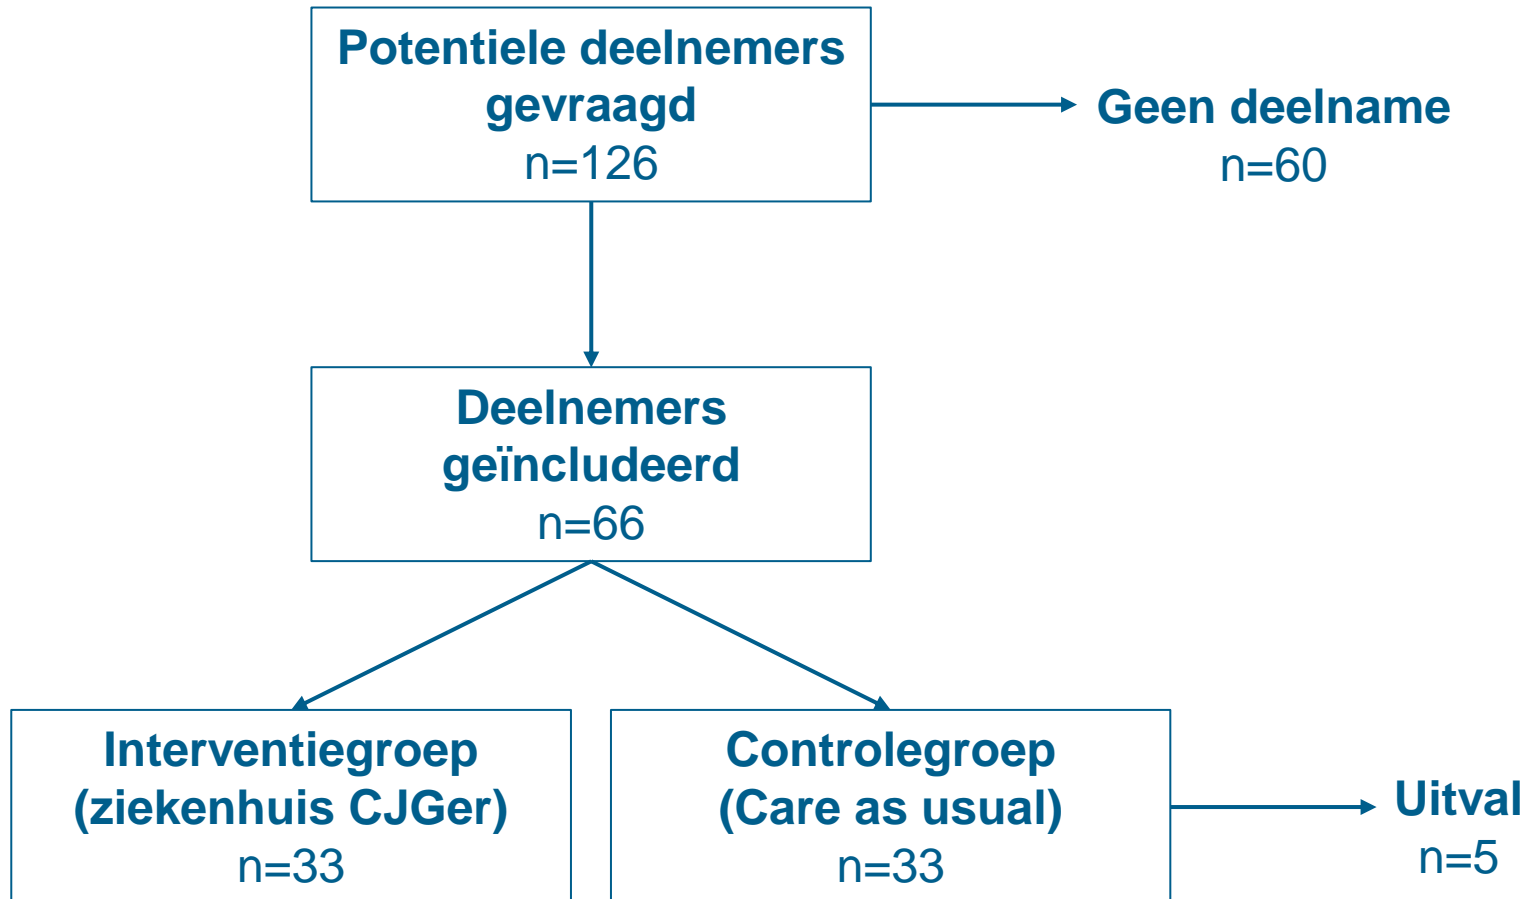 Potentiele deelnemers
gevraagd
n=126
Geen deelname
n=60
Deelnemers
geïncludeerd
n=66
Interventiegroep
(ziekenhuis CJGer)
n=33
Controlegroep
(Care as usual)
n=33
Uitval
n=5